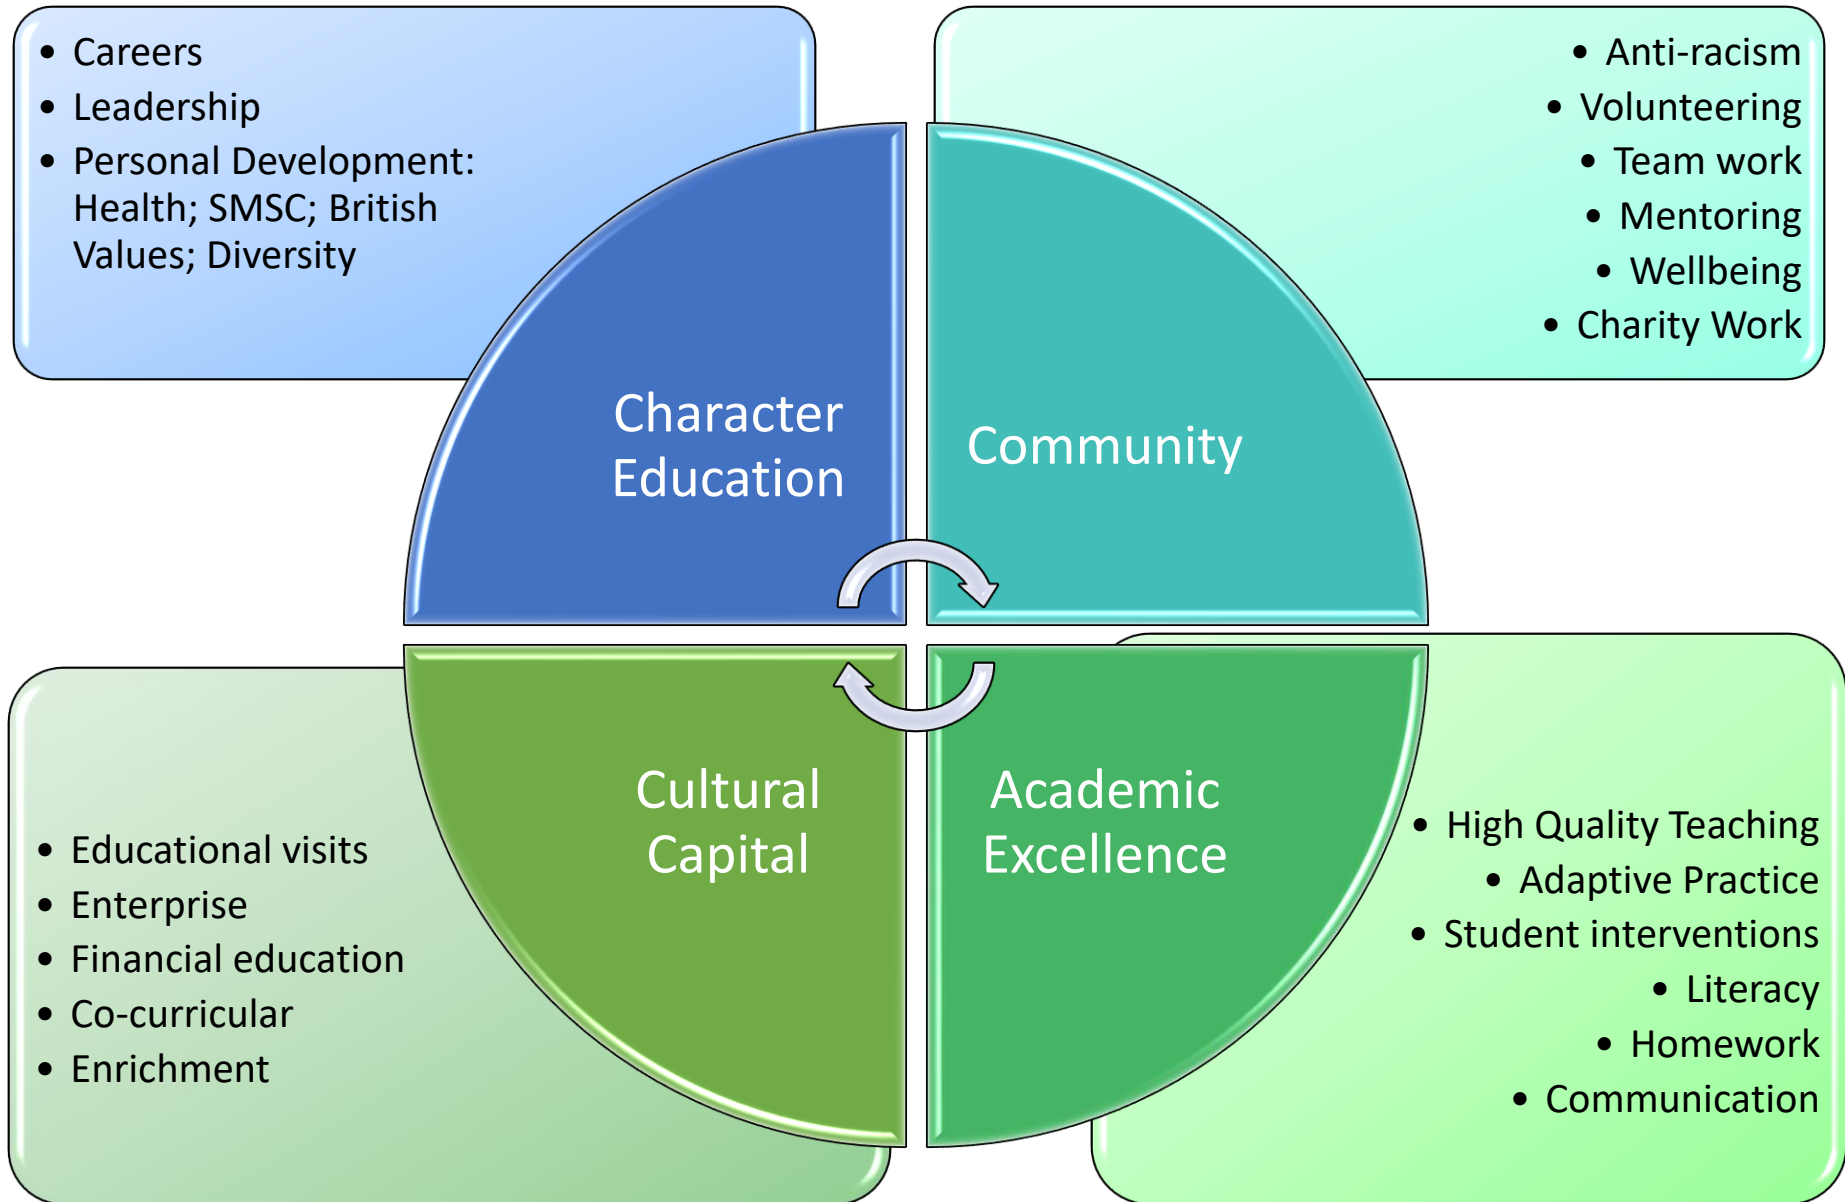 • Careers
• Leadership
• Personal Development:
Health; SMSC; British
Values; Diversity
• Anti-racism
• Volunteering
• Team work
• Mentoring
• Wellbeing
• Charity Work
Character
Education
Community
Cultural
Capital
Academic
Excellence
• Educational visits
• Enterprise
• Financial education
• Co-curricular
• Enrichment
• High Quality Teaching
• Adaptive Practice
• Student interventions
• Literacy
• Homework
• Communication